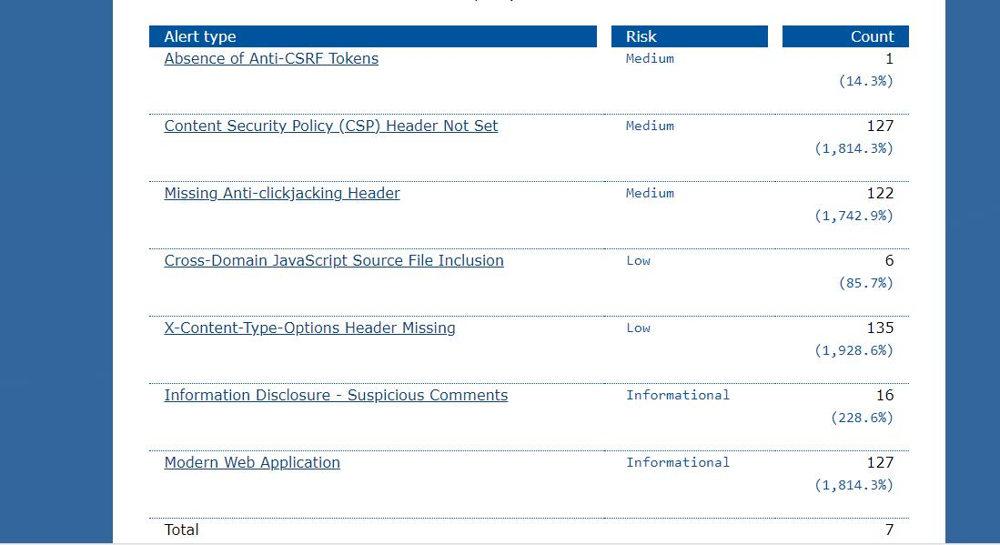 Alert type Risk Count
Absence of Anti-CSRF Tokens Medium 1
(14.3%)
Content Security Policy (CSP) Header Not Set Medium 127
(1,814.3%)
Missing Anti-clickjacking Header Medium 122
(1,742.9%)
Cross-Domain JavaScript Source File Inclusion Low 6
(85.7%)
X-Content-Type-Options Header Missing Low 135
(1,928.6%)
Information Disclosure - Suspicious Comments Informational 16
(228.6%)
Modern Web Application Informational 127
(1,814.3%)
Total 7